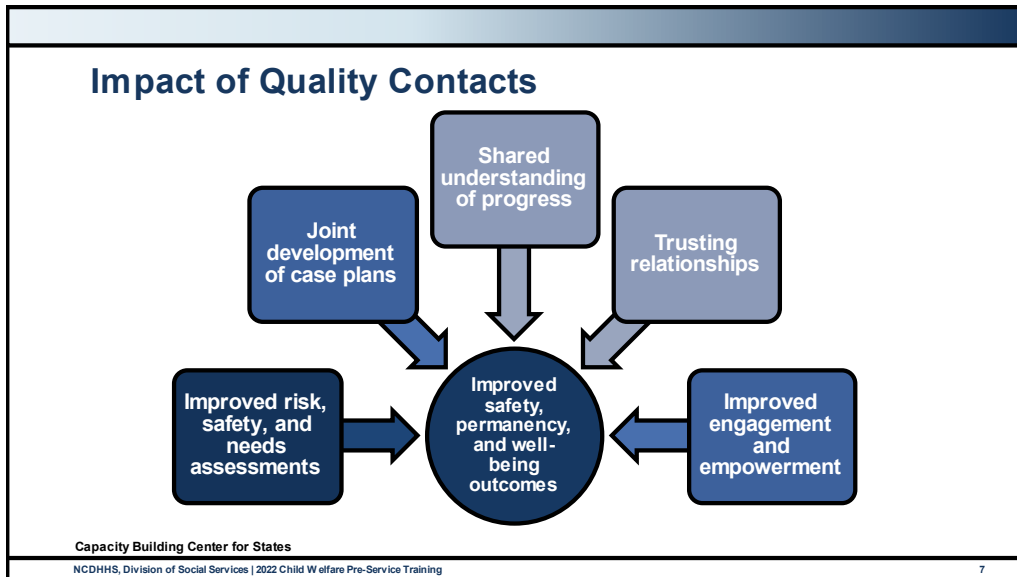 Impact of Quality Contacts
Shared
understanding
of progress
Joint
development
of case plans
Trusting
relationships
Improved risk,
safety, and
needs
assessments
Improved
safety,
permanency,
and well-
being
outcomes
Improved
engagement
and
empowerment
Capacity Building Center for States
NCDHHS, Division of Social Services | 2022 Child Welfare Pre-Service Training
7